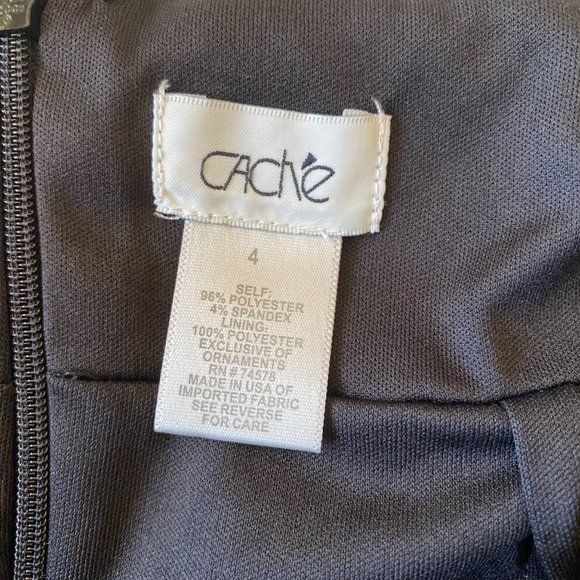 CACHÉ
4
SELF:
96% POLYESTER
4% SPANDEX
LINING:
100% POLYESTER
EXCLUSIVE OF
ORNAMENTS
RN # 74578
MADE IN USA OF
IMPORTED FABRIC
SEE REVERSE
FOR CARE